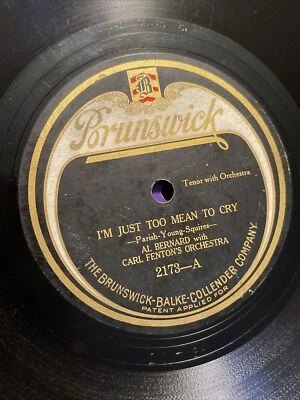 B
Brunswick
Tenor with Orchestra
I'M JUST TOO MEAN TO CRY
—Parish-Young-Squires—
AL BERNARD with
CARL FENTON'S ORCHESTRA
2173—A
THE BRUNSWICK-BALKE-COLLENDER COMPANY.
PATENT APPLIED FOR